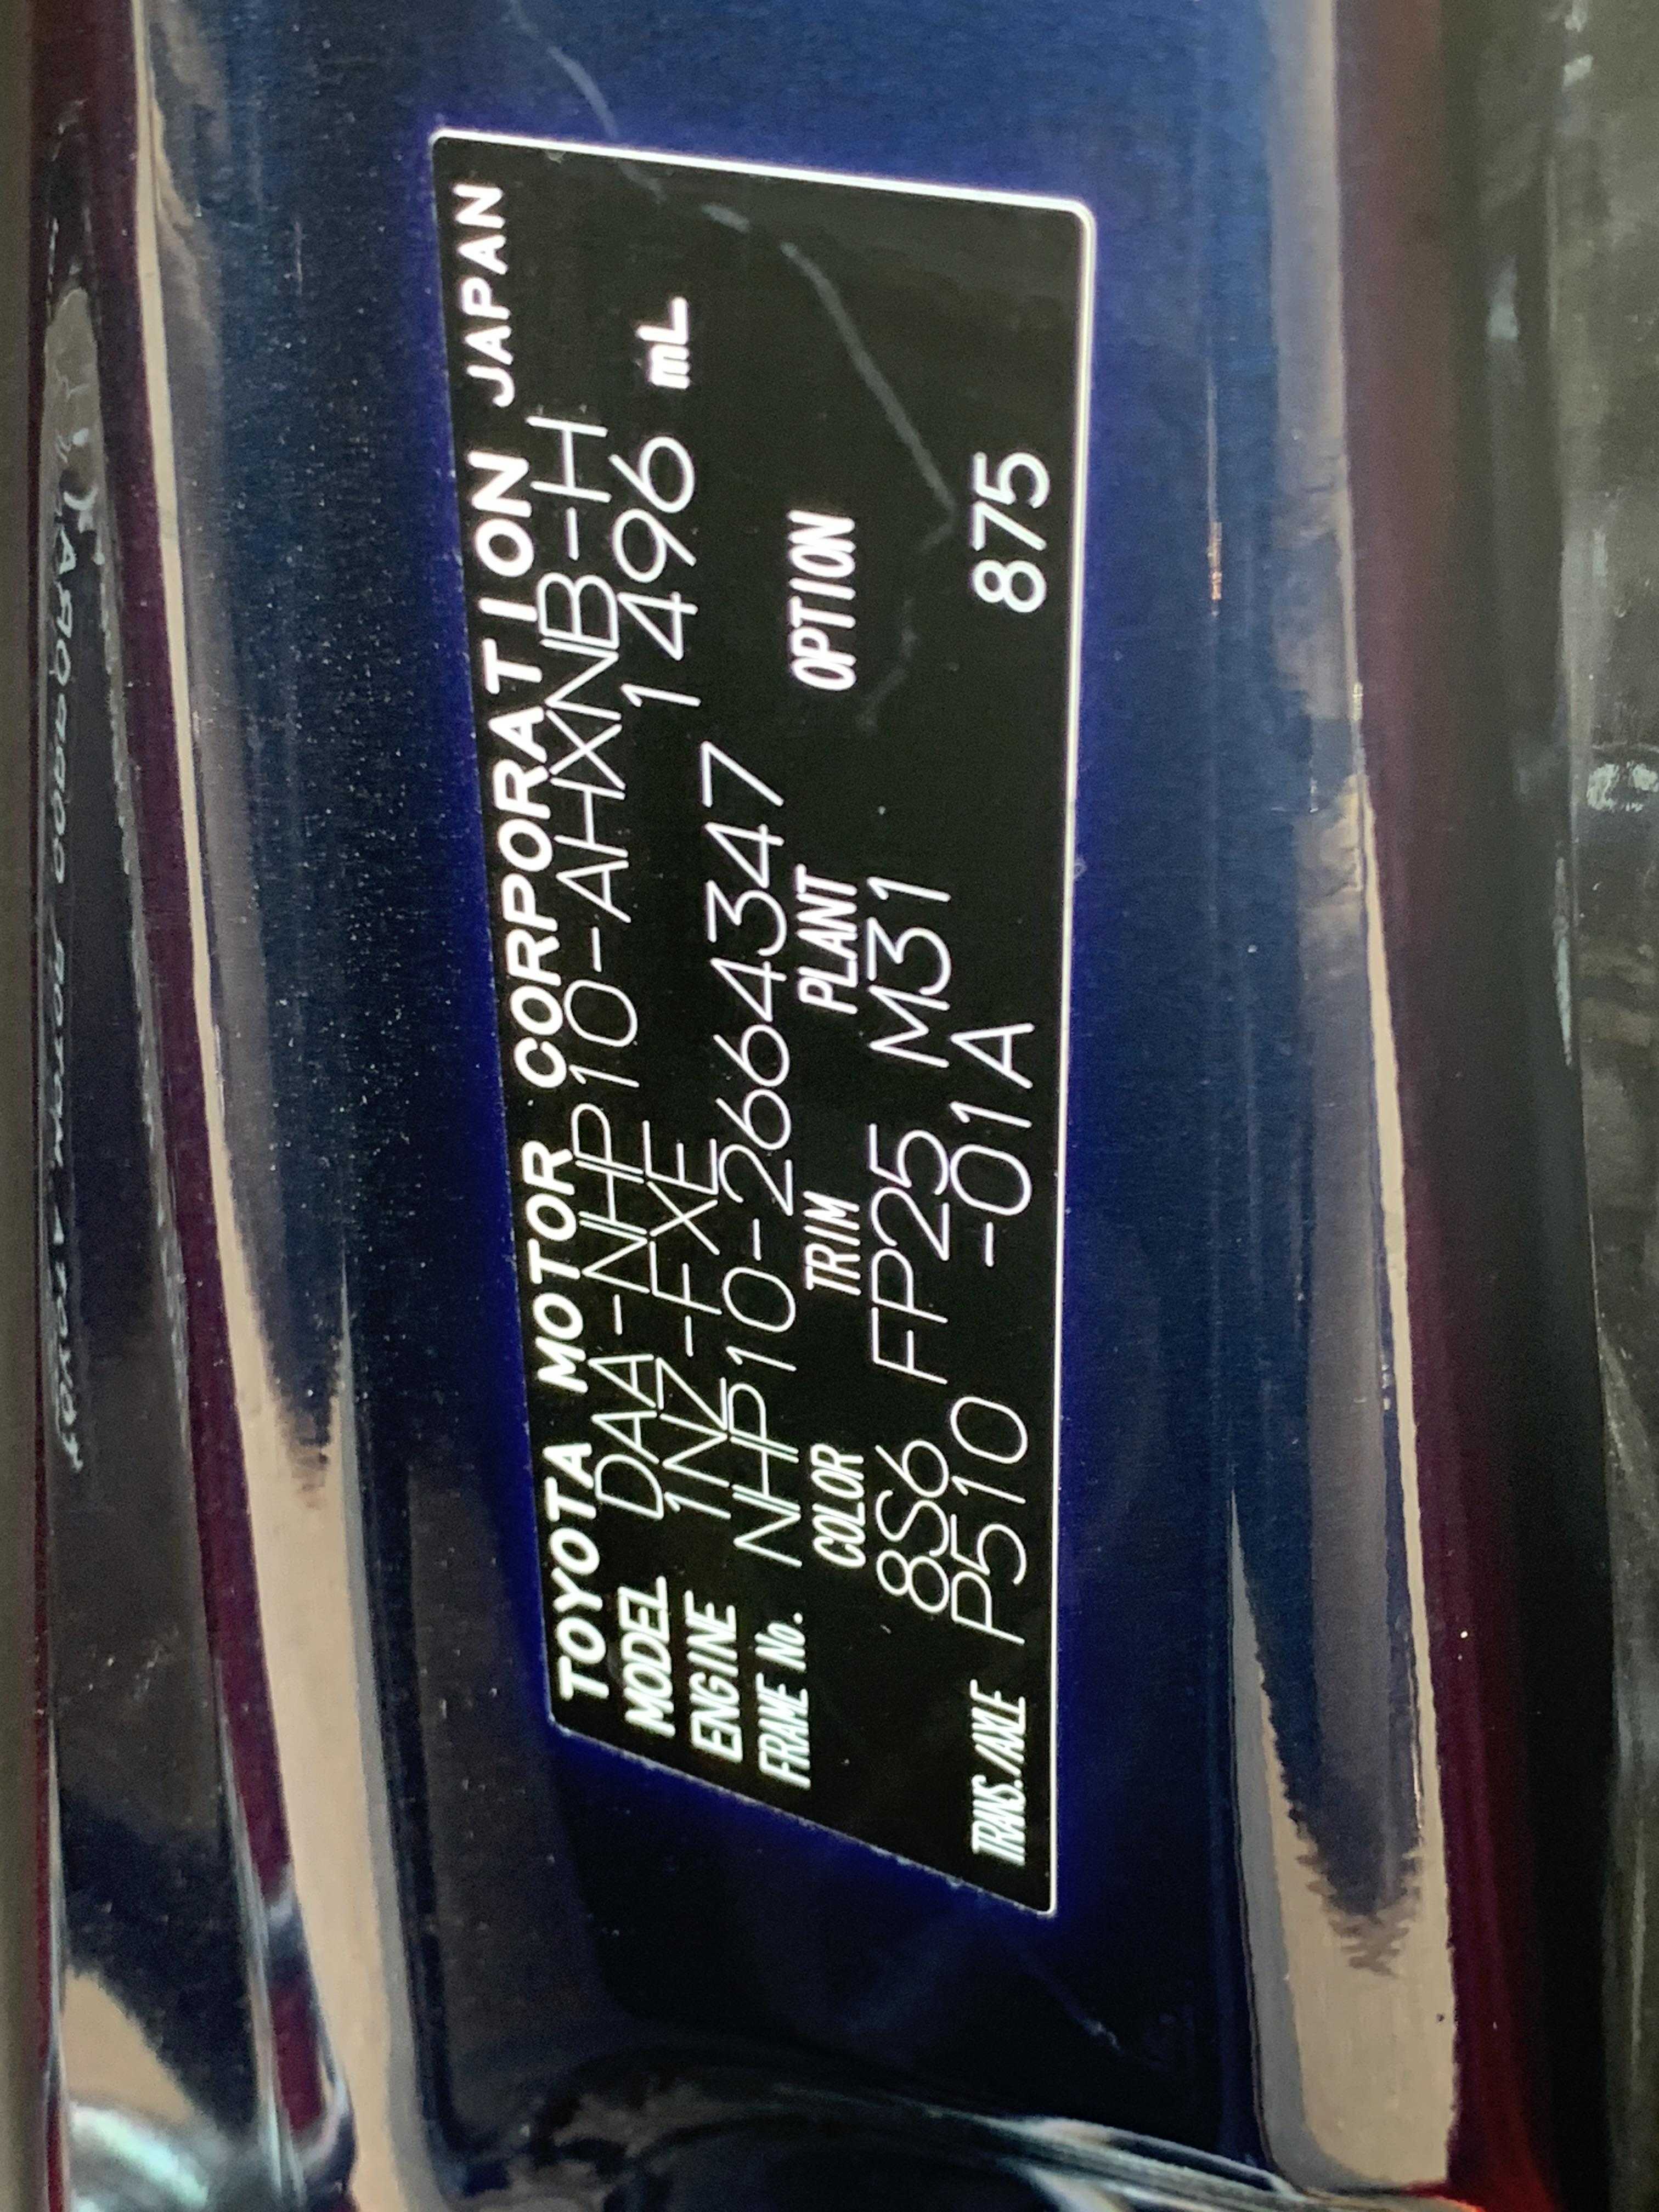 TOYOTA MOTOR CORPORATION JAPAN
MODEL DAA-NHP10-AHXNB-H
ENGINE 1NZ-FXE 1496 mL
FRAME No. NHP10-2664347
COLOR TRIM PLANT OPTION
8S6 FP25 M31
TRANS./AXLE P510 -01A 875